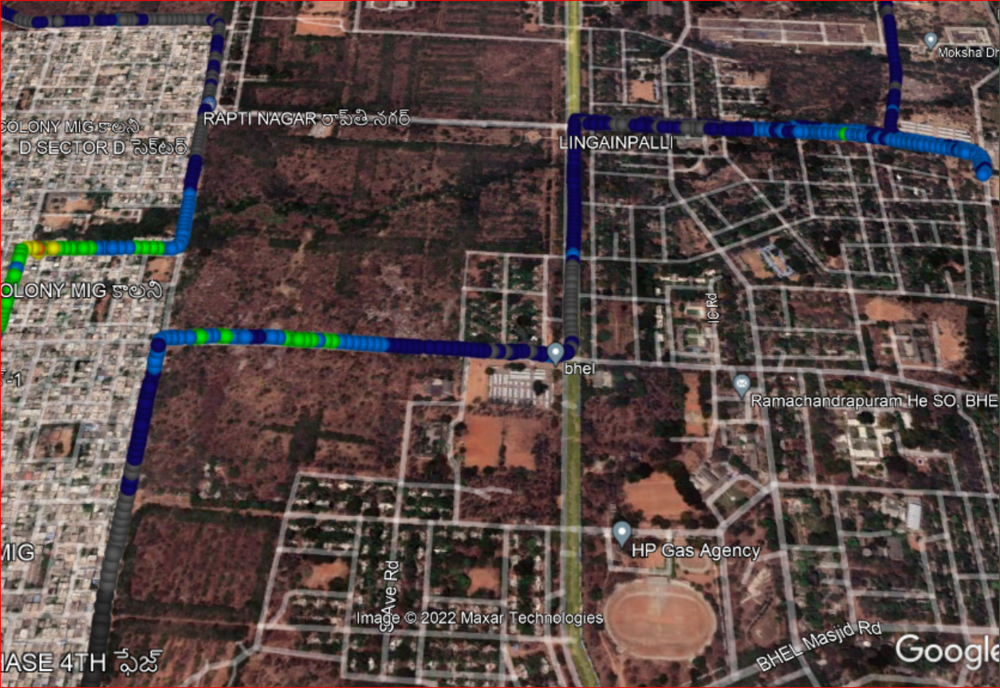 Moksha Dh
RAPTI NAGAR రాప్తి నగర్
COLONY MIG కాలని
D SECTOR D సెక్టర్
LINGAINPALLI
COLONY MIG కాలని
IC Rd
bhel
-1
Ramachandrapuram He SO, BHE
MIG
HP Gas Agency
Ave Rd
Image © 2022 Maxar Technologies
BHEL Masjid Rd
HASE 4TH ఫేజ్
Google